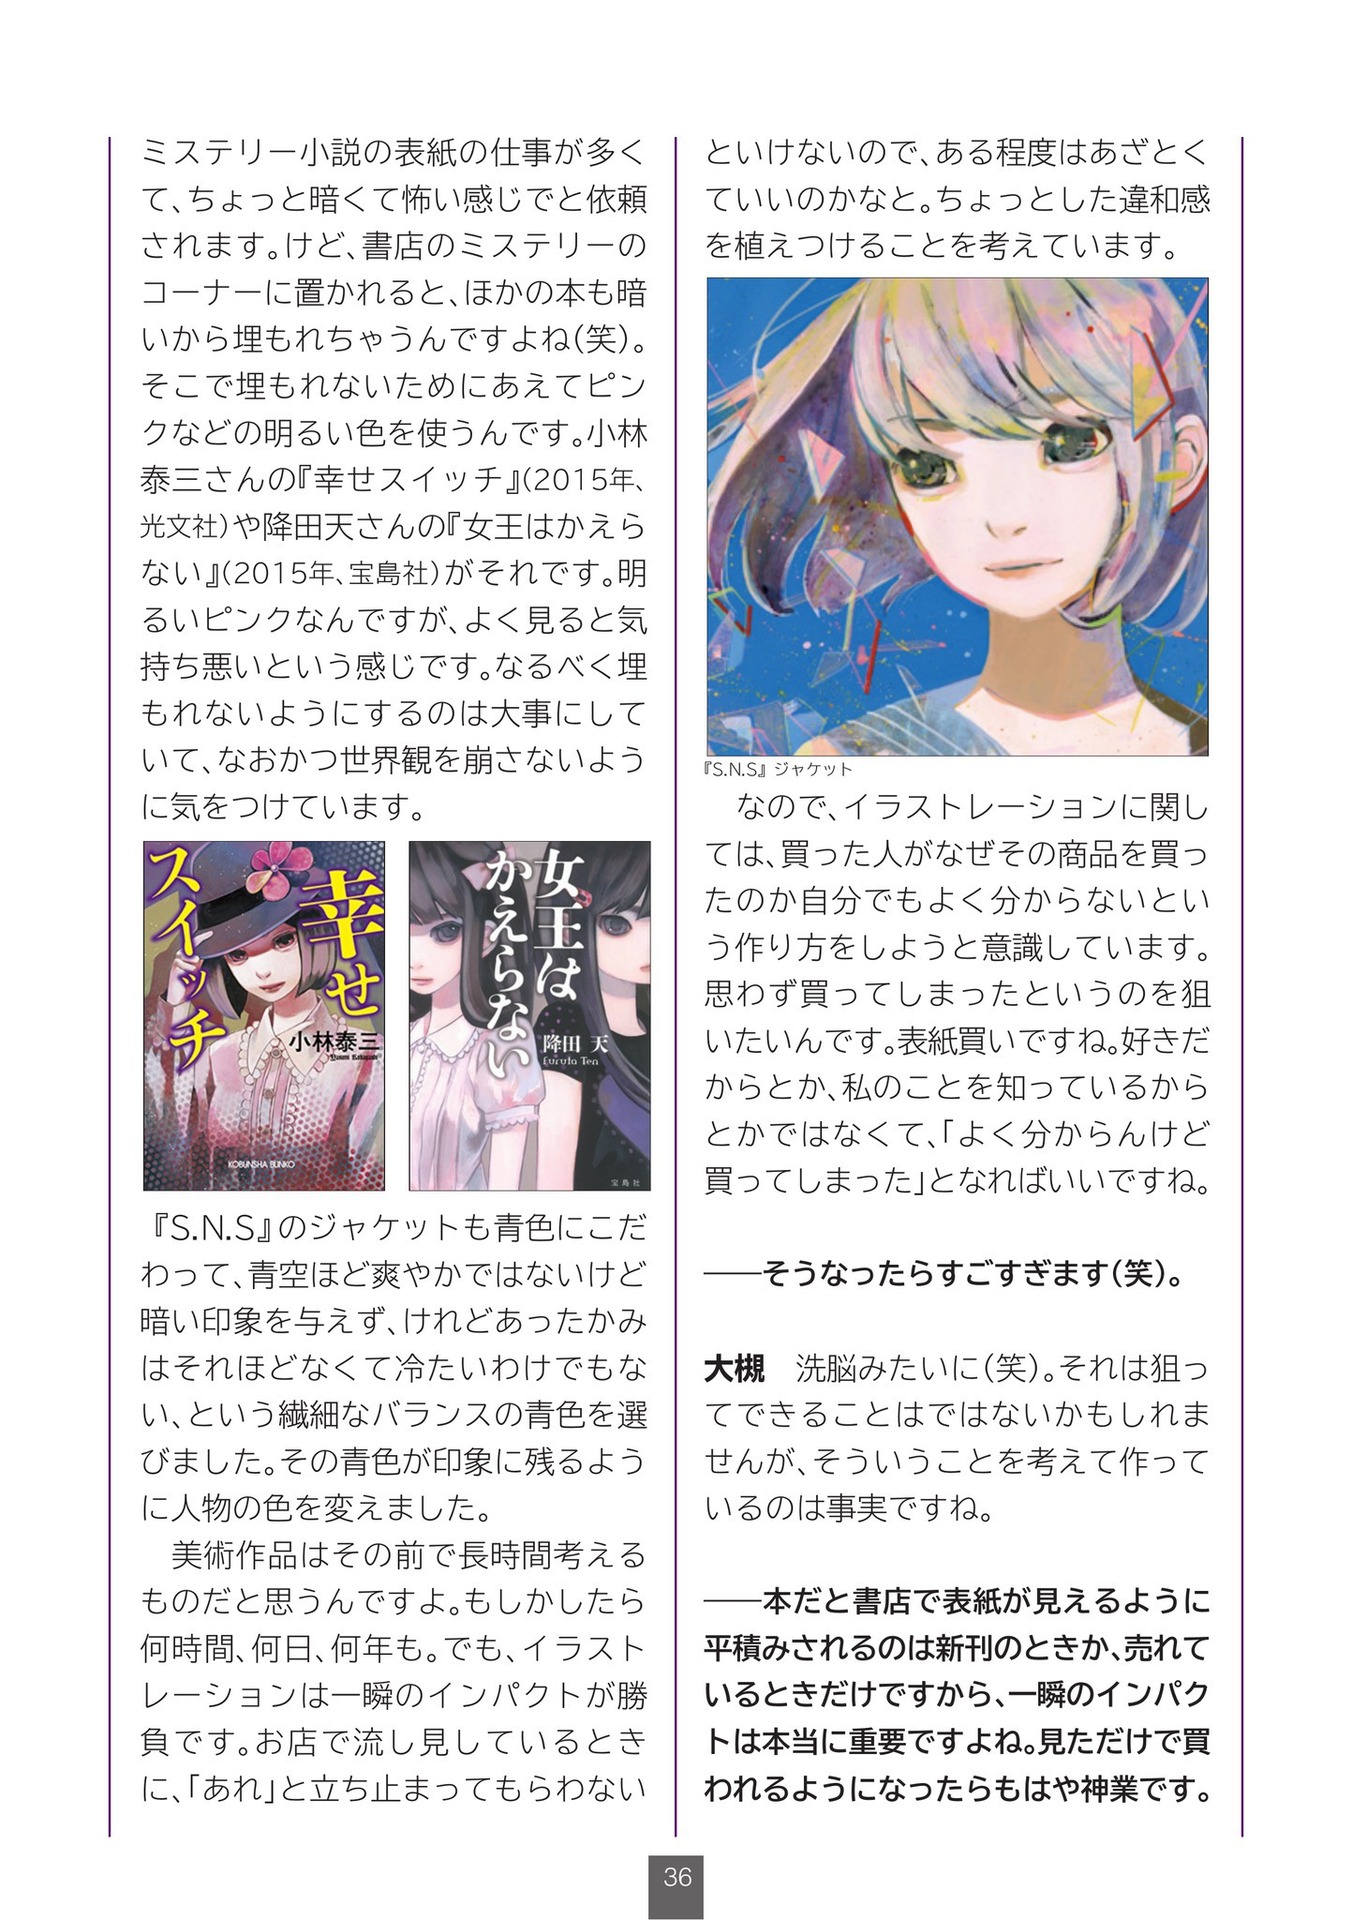 ミステリー小説の表紙の仕事が多く
て、ちょっと暗くて怖い感じでと依頼
されます。けど、書店のミステリーの
コーナーに置かれると、ほかの本も暗
いから埋もれちゃうんですよね(笑)。
そこで埋もれないためにあえてピン
クなどの明るい色を使うんです。小林
泰三さんの『幸せスイッチ』(2015年、
光文社)や降田天さんの『女王はかえら
ない』(2015年、宝島社)がそれです。明
るいピンクなんですが、よく見ると気
持ち悪いという感じです。なるべく埋
もれないようにするのは大事にして
いて、なおかつ世界観を崩さないよう
に気をつけています。
幸せ
スイッチ
小林泰三
Yasumi Kobayashi
KOBUNSHA BUNKO
女王は
かえらない
降田 天
Furuta Ten
宝島社
『S.N.S』のジャケットも青色にこだ
わって、青空ほど爽やかではないけど
暗い印象を与えず、けれどあったかみ
はそれほどなくて冷たいわけでもな
い、という繊細なバランスの青色を選
びました。その青色が印象に残るよう
に人物の色を変えました。
美術作品はその前で長時間考える
ものだと思うんですよ。もしかしたら
何時間、何日、何年も。でも、イラスト
レーションは一瞬のインパクトが勝
負です。お店で流し見しているとき
に、「あれ」と立ち止まってもらわない
といけないので、ある程度はあざとく
ていいのかなと。ちょっとした違和感
を植えつけることを考えています。
『S.N.S』ジャケット
なので、イラストレーションに関し
ては、買った人がなぜその商品を買っ
たのか自分でもよく分からないとい
う作り方をしようと意識しています。
思わず買ってしまったというのを狙
いたいんです。表紙買いですね。好きだ
からとか、私のことを知っているから
とかではなくて、「よく分からんけど
買ってしまった」となればいいですね。
――そうなったらすごすぎます(笑)。
大槻 洗脳みたいに(笑)。それは狙っ
てできることはではないかもしれま
せんが、そういうことを考えて作って
いるのは事実ですね。
――本だと書店で表紙が見えるように
平積みされるのは新刊のときか、売れて
いるときだけですから、一瞬のインパク
トは本当に重要ですよね。見ただけで買
われるようになったらもはや神業です。
36